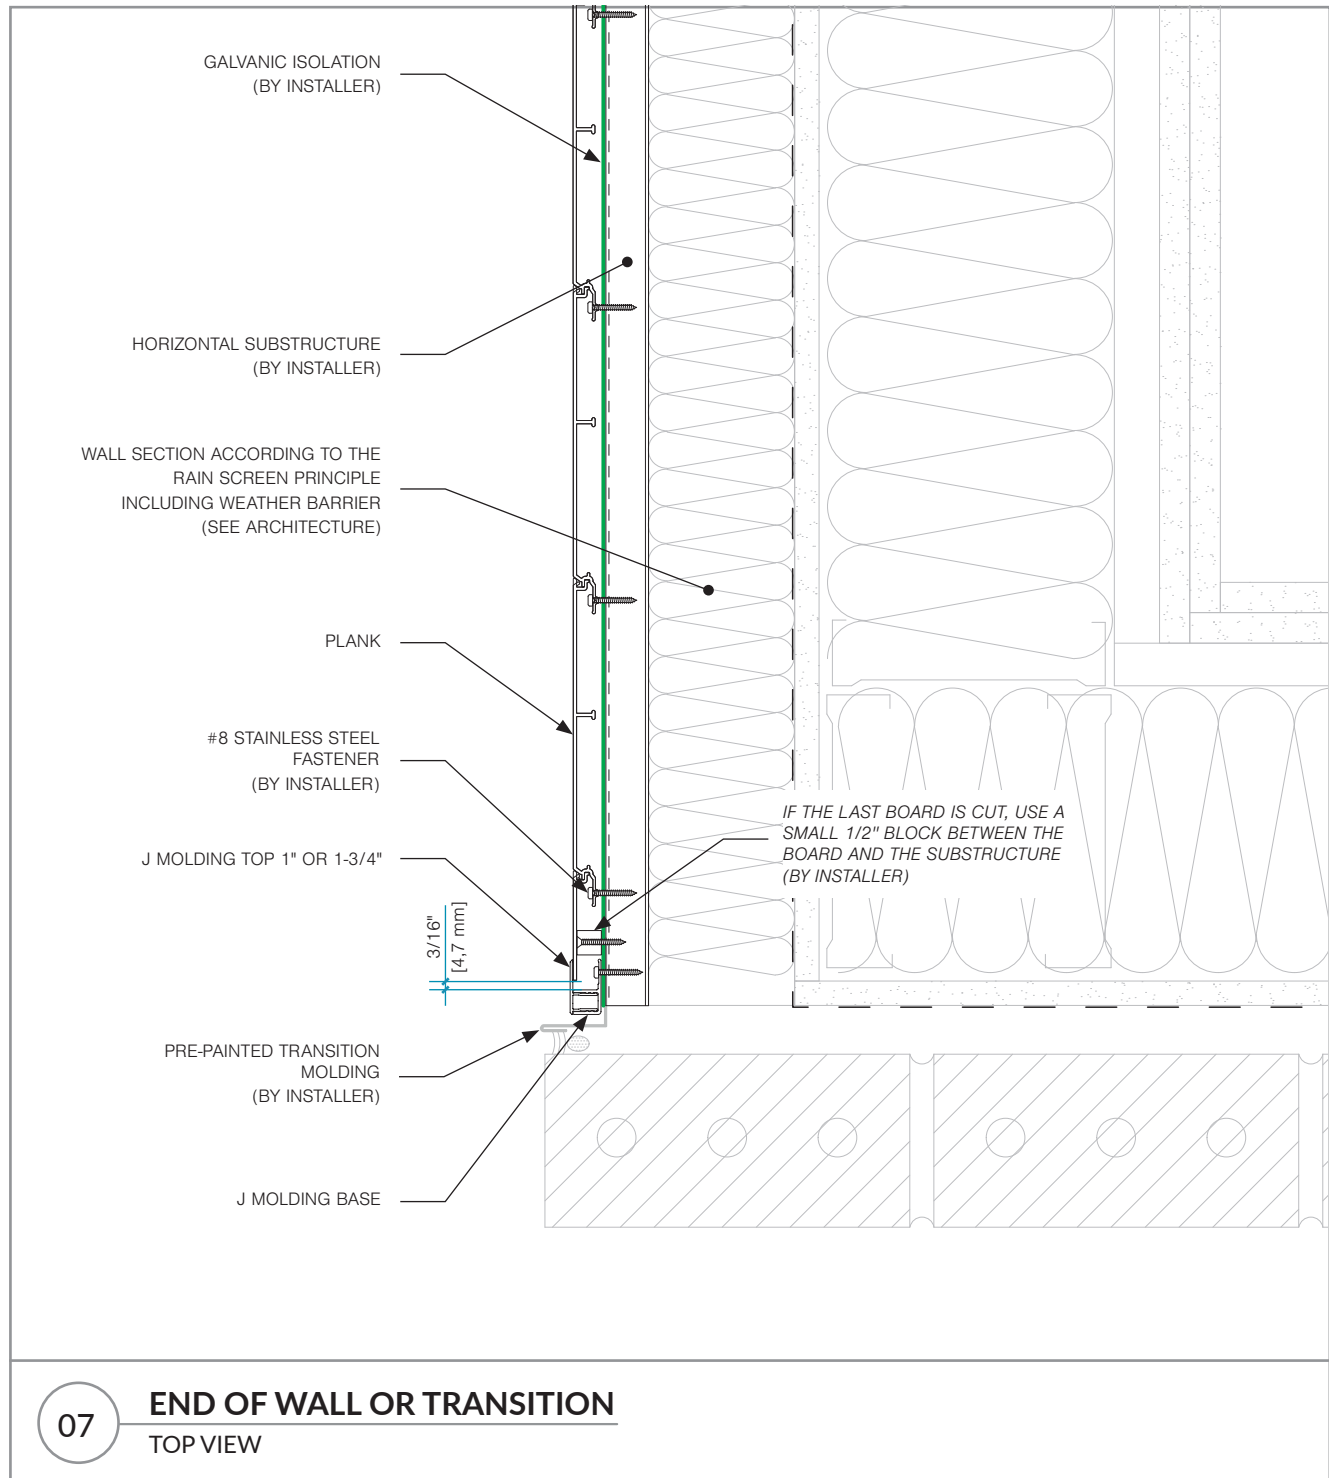 GALVANIC ISOLATION
(BY INSTALLER)
HORIZONTAL SUBSTRUCTURE
(BY INSTALLER)
WALL SECTION ACCORDING TO THE
RAIN SCREEN PRINCIPLE
INCLUDING WEATHER BARRIER
(SEE ARCHITECTURE)
PLANK
#8 STAINLESS STEEL
FASTENER
(BY INSTALLER)
IF THE LAST BOARD IS CUT, USE A
SMALL 1/2" BLOCK BETWEEN THE
BOARD AND THE SUBSTRUCTURE
(BY INSTALLER)
J MOLDING TOP 1" OR 1-3/4"
3/16"
[4,7 mm]
PRE-PAINTED TRANSITION
MOLDING
(BY INSTALLER)
J MOLDING BASE
07
END OF WALL OR TRANSITION
TOP VIEW